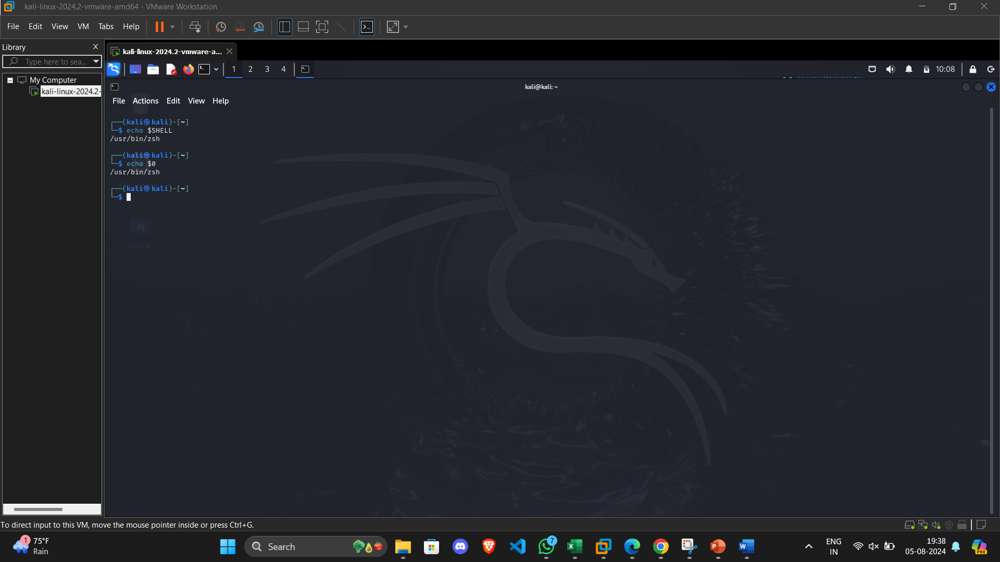 kali-linux-2024.2-vmware-amd64 - VMware Workstation
File Edit View VM Tabs Help
Library
Type here to sea...
My Computer
kali-linux-2024.2-
kali-linux-2024.2-vmware-a...
1 2 3 4
10:08
kali@kali: ~
File Actions Edit View Help
┌──(kali㉿kali)-[~]
└─$ echo $SHELL
/usr/bin/zsh
┌──(kali㉿kali)-[~]
└─$ echo $0
/usr/bin/zsh
┌──(kali㉿kali)-[~]
└─$
Home
To direct input to this VM, move the mouse pointer inside or press Ctrl+G.
1
75°F
Rain
Search
7
ENG
IN
19:38
05-08-2024
PRE